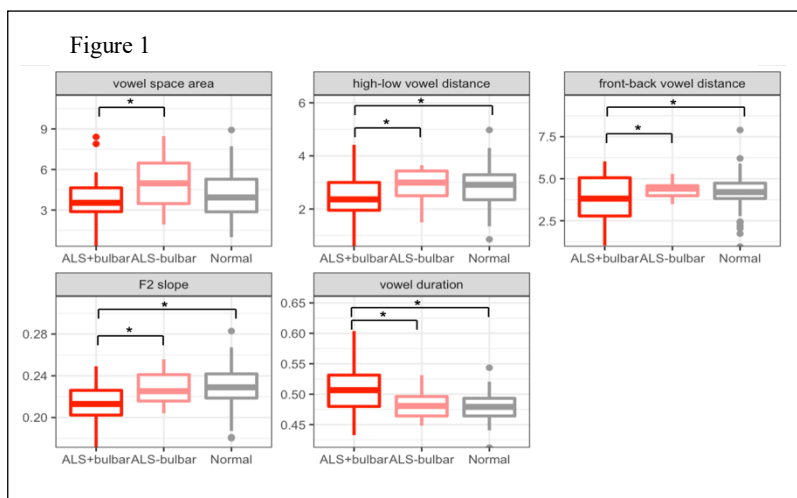 Figure 1
vowel space area
high-low vowel distance
front-back vowel distance
*
*
*
*
*
9
6
3
6
4
2
7.5
5.0
2.5
ALS+bulbar ALS-bulbar Normal
ALS+bulbar ALS-bulbar Normal
ALS+bulbar ALS-bulbar Normal
F2 slope
vowel duration
*
*
*
*
0.28
0.24
0.20
0.65
0.60
0.55
0.50
0.45
ALS+bulbar ALS-bulbar Normal
ALS+bulbar ALS-bulbar Normal